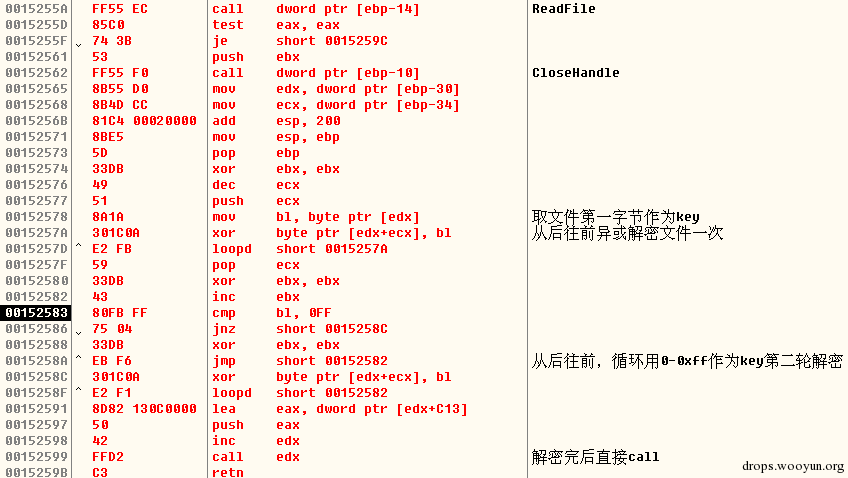 0015255A FF55 EC call dword ptr [ebp-14] ReadFile
0015255D 85C0 test eax, eax
0015255F 74 3B je short 0015259C
00152561 53 push ebx
00152562 FF55 F0 call dword ptr [ebp-10] CloseHandle
00152565 8B55 D0 mov edx, dword ptr [ebp-30]
00152568 8B4D CC mov ecx, dword ptr [ebp-34]
0015256B 81C4 00020000 add esp, 200
00152571 8BE5 mov esp, ebp
00152573 5D pop ebp
00152574 33DB xor ebx, ebx
00152576 49 dec ecx
00152577 51 push ecx
00152578 8A1A mov bl, byte ptr [edx] 取文件第一字节作为key
0015257A 301C0A xor byte ptr [edx+ecx], bl 从后往前异或解密文件一次
0015257D ^ E2 FB loopd short 0015257A
0015257F 59 pop ecx
00152580 33DB xor ebx, ebx
00152582 43 inc ebx
00152583 80FB FF cmp bl, 0FF
00152586 75 04 jnz short 0015258C
00152588 33DB xor ebx, ebx
0015258A ^ EB F6 jmp short 00152582 从后往前，循环用0-0xff作为key第二轮解密
0015258C 301C0A xor byte ptr [edx+ecx], bl
0015258F ^ E2 F1 loopd short 00152582
00152591 8D82 130C0000 lea eax, dword ptr [edx+C13]
00152597 50 push eax
00152598 42 inc edx
00152599 FFD2 call edx 解密完后直接call
0015259B C3 retn
drops.wooyun.org